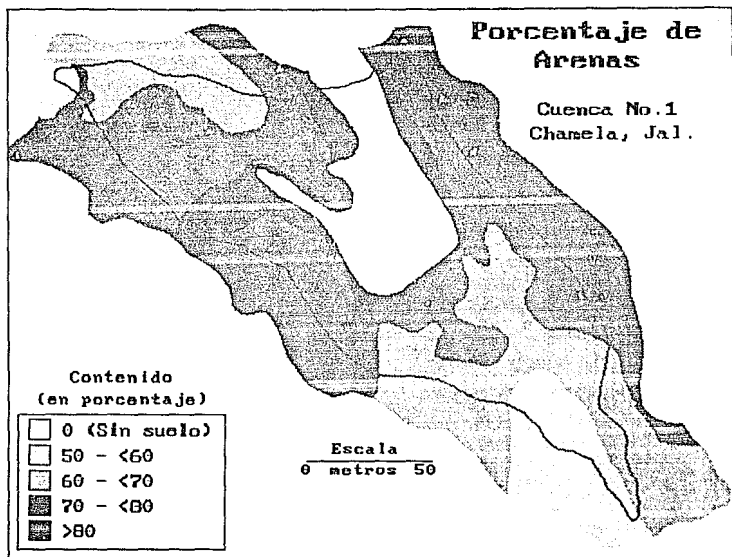 Porcentaje de
Arenas
Cuenca No.1
Chamela, Jal.
Contenido
(en porcentaje)
0 (Sin suelo)
50 - <60
60 - <70
70 - <80
>80
Escala
0 metros 50